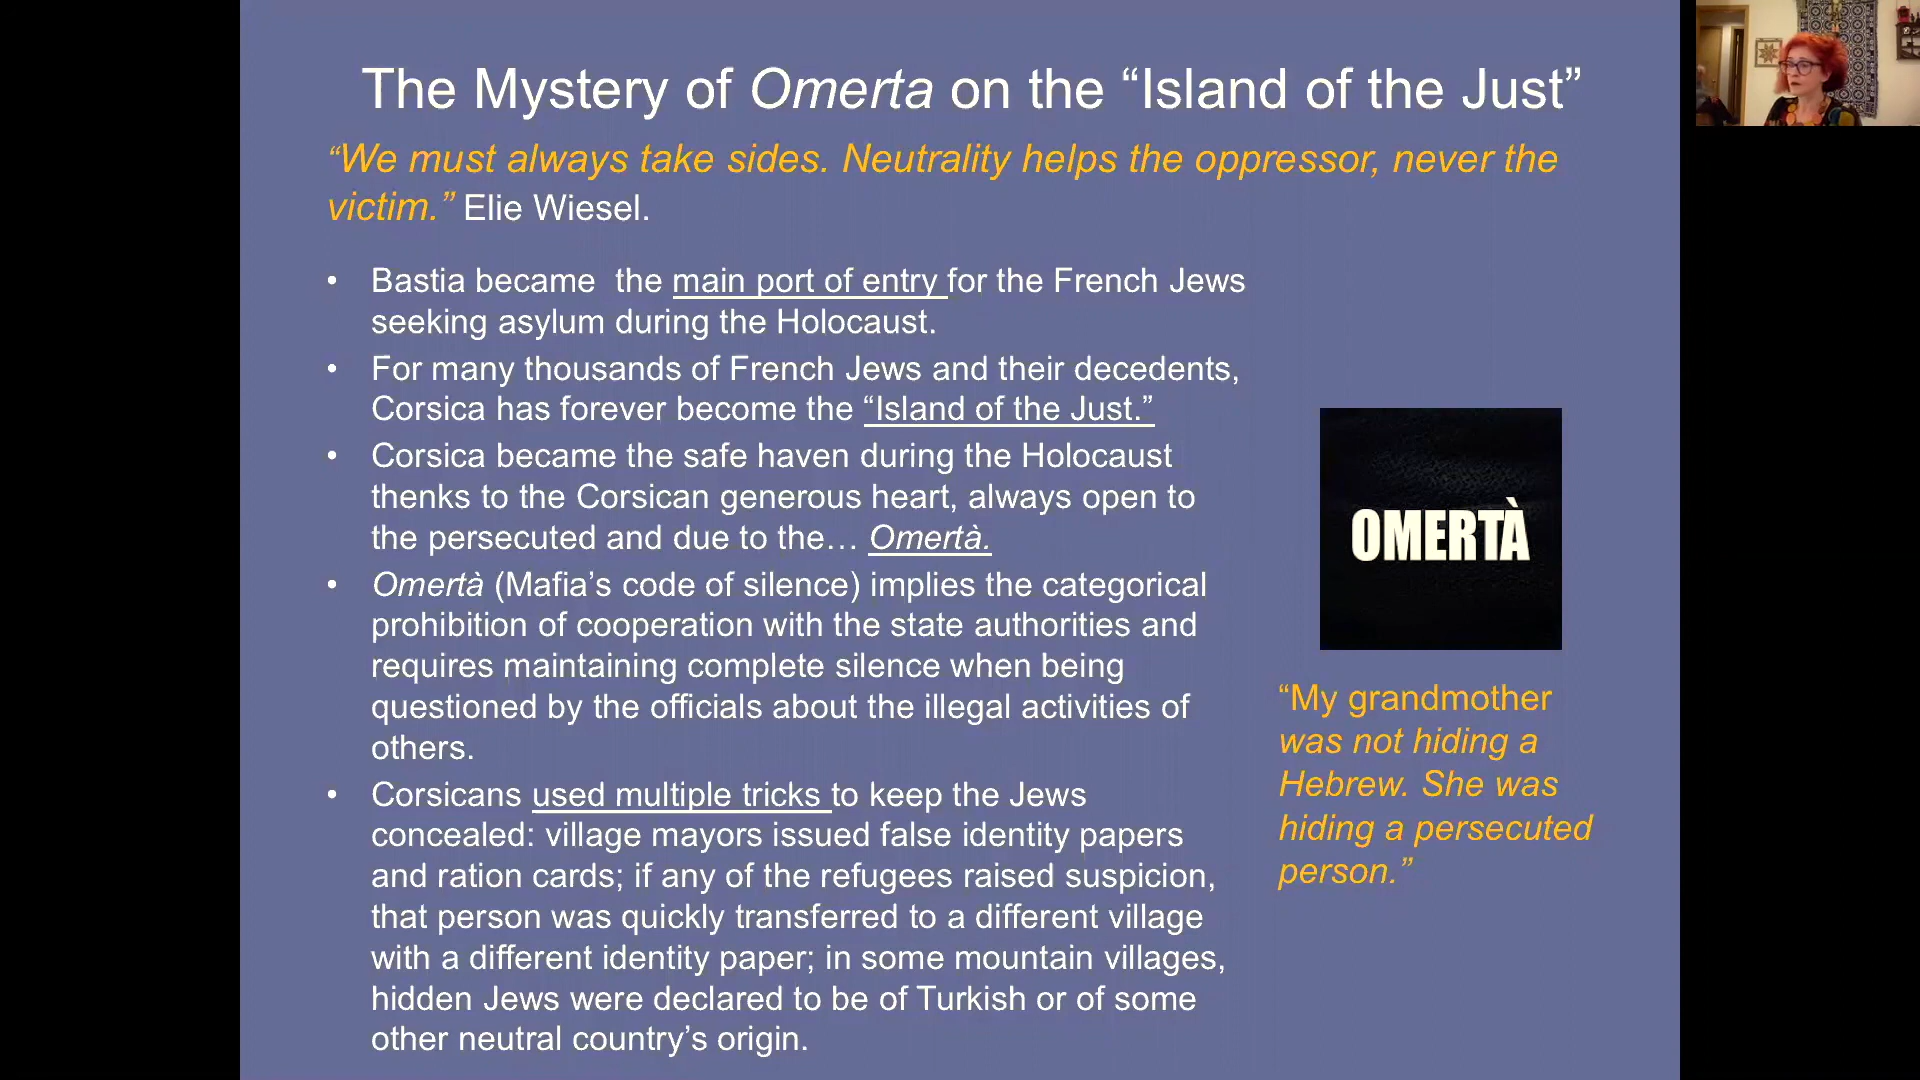 The Mystery of Omerta on the “Island of the Just”
“We must always take sides. Neutrality helps the oppressor, never the
victim.” Elie Wiesel.
• Bastia became  the main port of entry for the French Jews
seeking asylum during the Holocaust.
• For many thousands of French Jews and their decedents,
Corsica has forever become the “Island of the Just.”
• Corsica became the safe haven during the Holocaust
thenks to the Corsican generous heart, always open to
the persecuted and due to the… Omertà.
• Omertà (Mafia’s code of silence) implies the categorical
prohibition of cooperation with the state authorities and
requires maintaining complete silence when being
questioned by the officials about the illegal activities of
others.
• Corsicans used multiple tricks to keep the Jews
concealed: village mayors issued false identity papers
and ration cards; if any of the refugees raised suspicion,
that person was quickly transferred to a different village
with a different identity paper; in some mountain villages,
hidden Jews were declared to be of Turkish or of some
other neutral country’s origin.
OMERTÀ
“My grandmother
was not hiding a
Hebrew. She was
hiding a persecuted
person.”